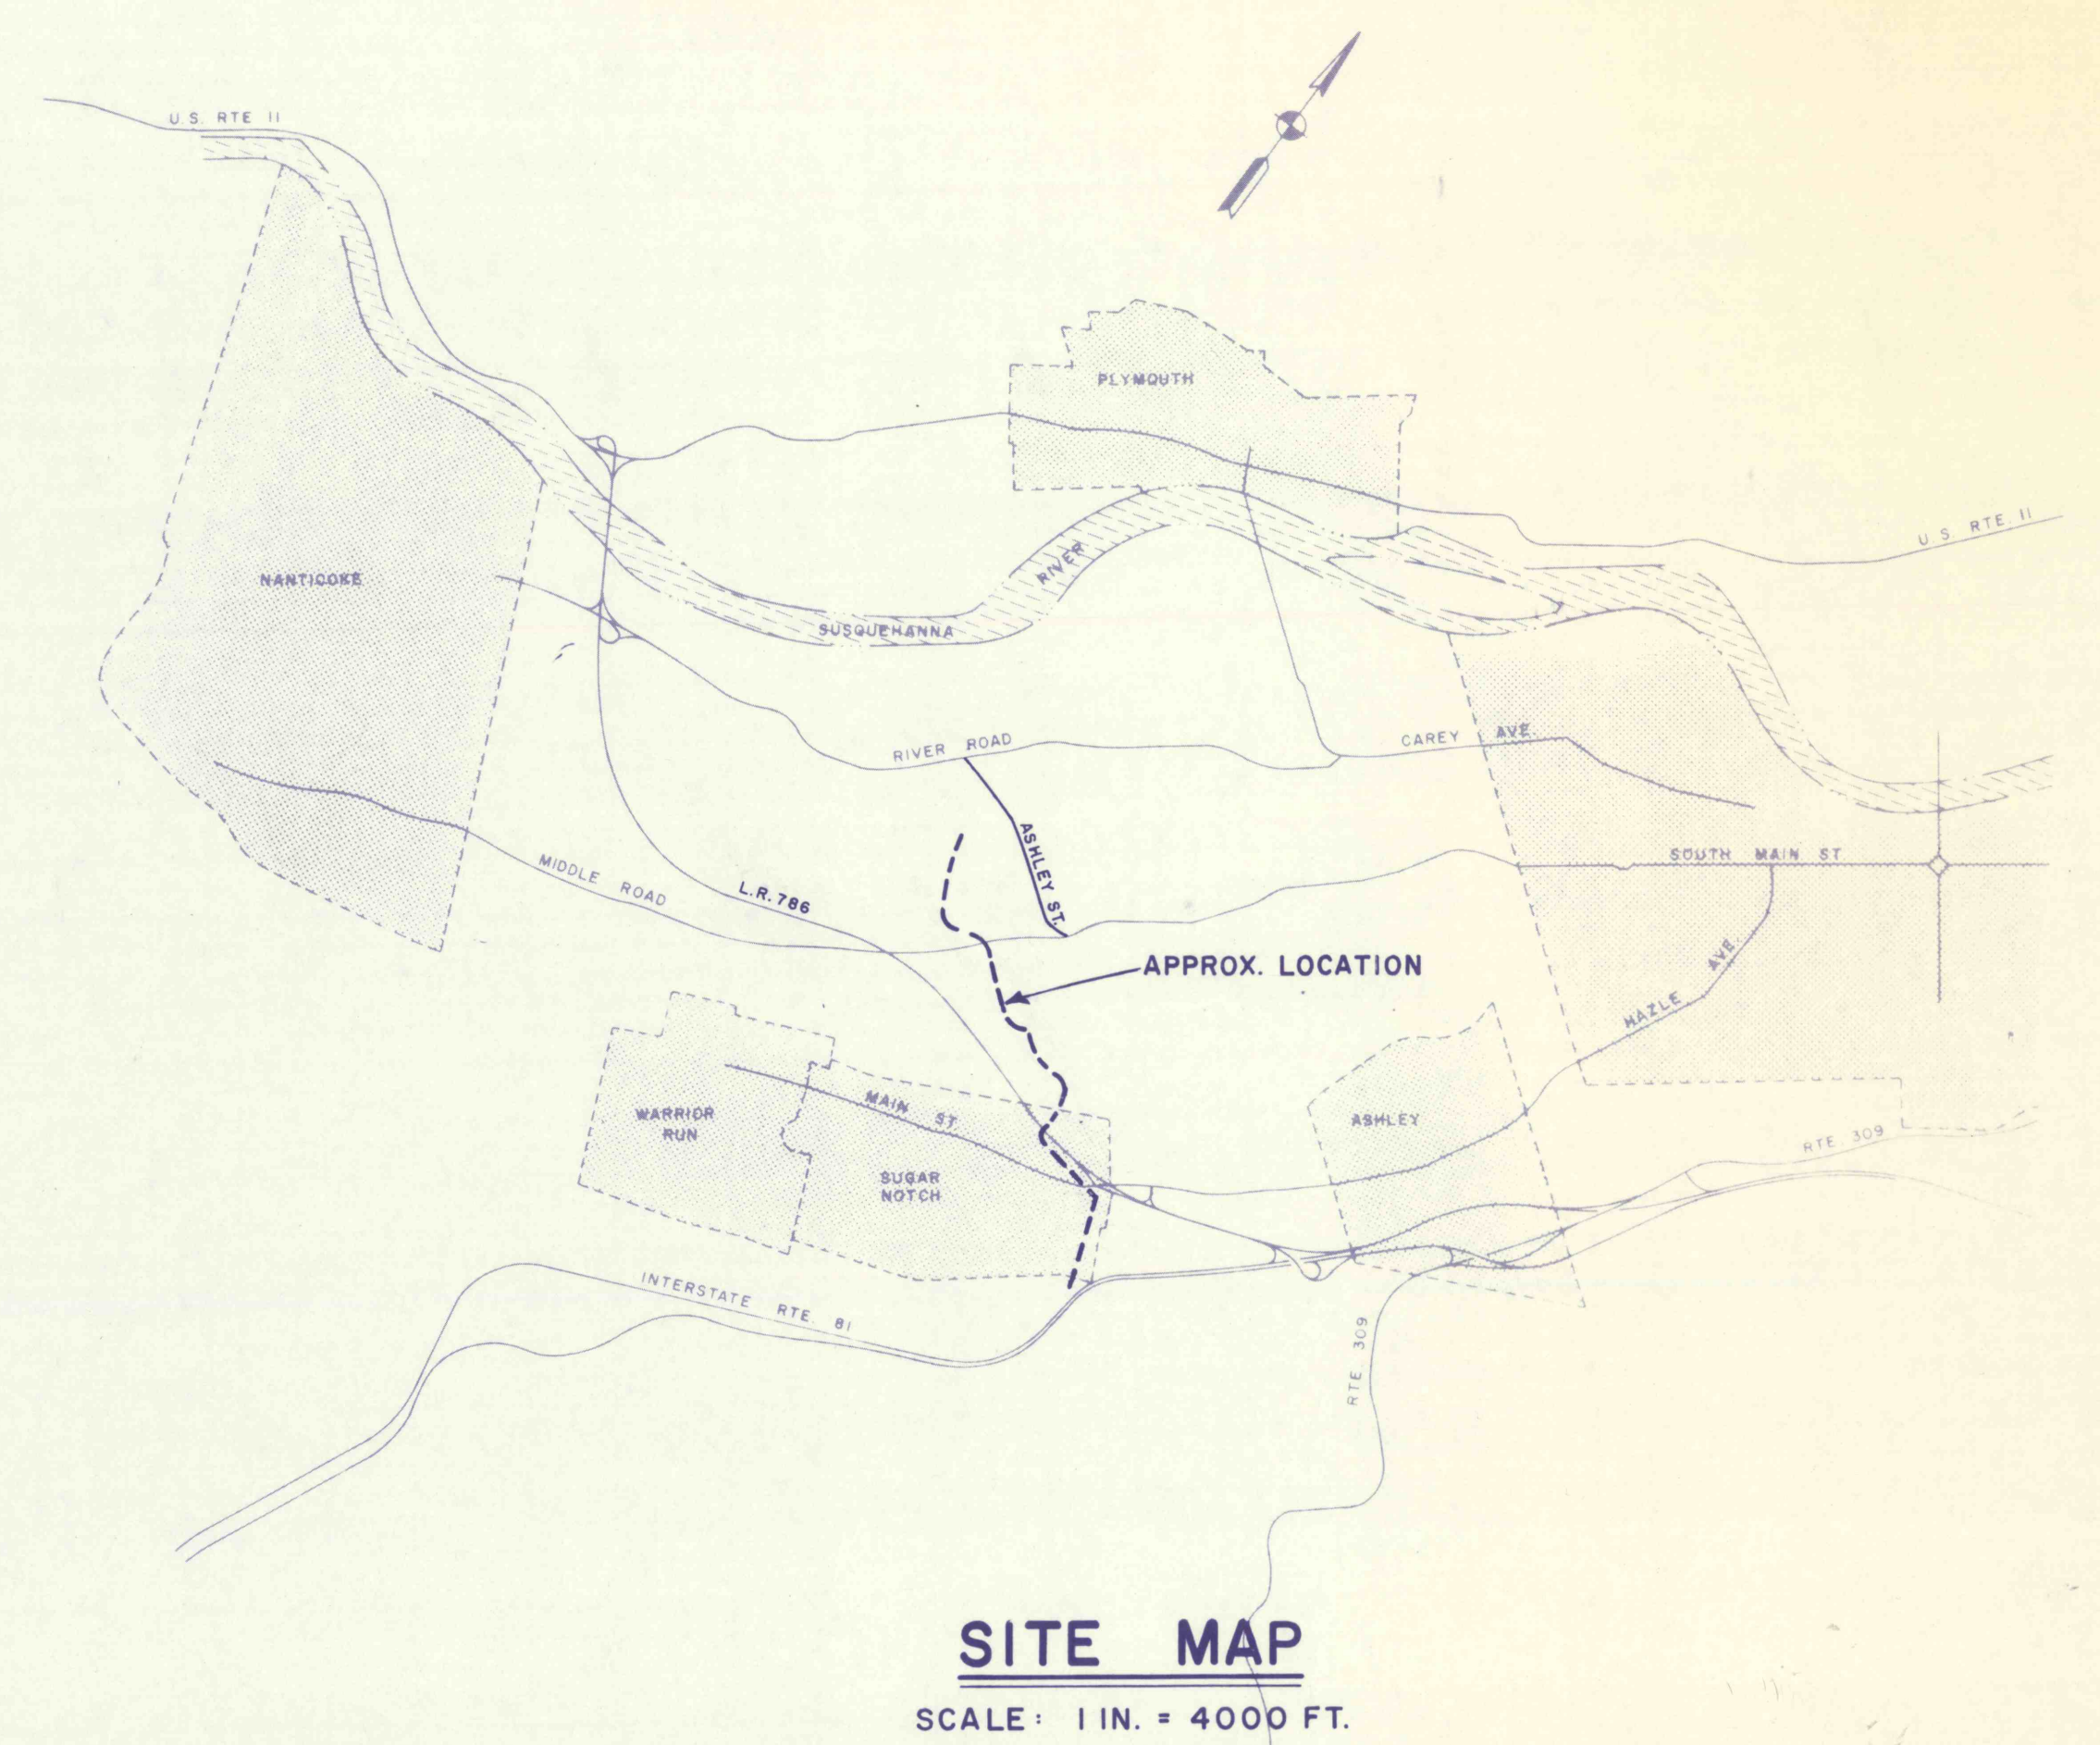 U.S. RTE 11
PLYMOUTH
U S RTE. 11
NANTICOKE
RIVER
SUSQUEHANNA
RIVER ROAD
CAREY AVE.
ASHLEY ST.
SOUTH MAIN ST
MIDDLE ROAD
L.R. 786
APPROX. LOCATION
HAZLE AVE.
MAIN ST.
WARRIOR
RUN
ASHLEY
RTE 309
SUGAR
NOTCH
INTERSTATE RTE. 81
RTE 309
SITE MAP
SCALE: 1 IN. = 4000 FT.